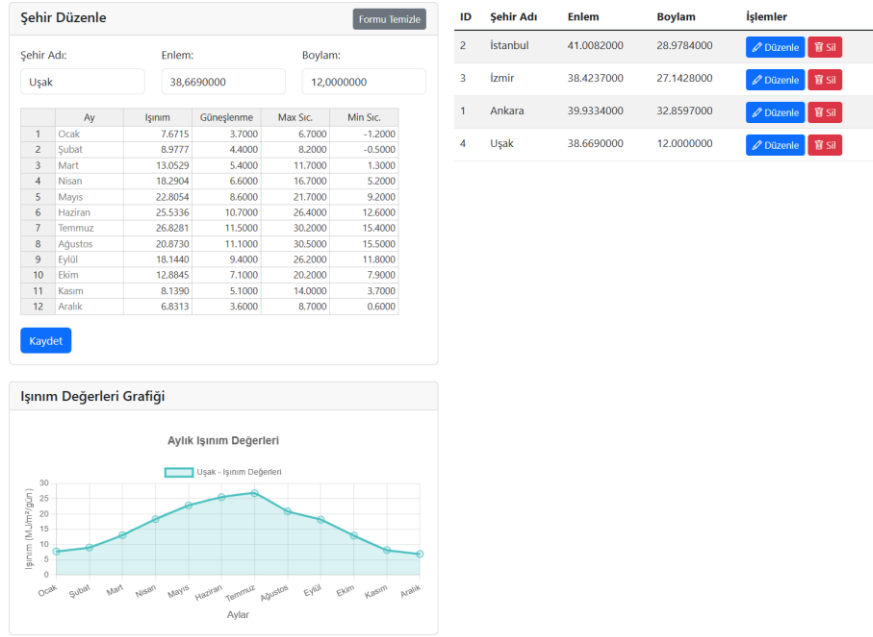 Şehir Düzenle
Formu Temizle
Şehir Adı: Enlem: Boylam:
Uşak 38,6690000 12,0000000
Ay Işınım Güneşlenme Max Sıc. Min Sıc.
1 Ocak 7.6715 3.7000 6.7000 -1.2000
2 Şubat 8.9777 4.4000 8.2000 -0.5000
3 Mart 13.0529 5.4000 11.7000 1.3000
4 Nisan 18.2904 6.6000 16.7000 5.2000
5 Mayıs 22.8054 8.6000 21.7000 9.2000
6 Haziran 25.5336 10.7000 26.4000 12.6000
7 Temmuz 26.8281 11.5000 30.2000 15.4000
8 Ağustos 20.8730 11.1000 30.5000 15.5000
9 Eylül 18.1440 9.4000 26.2000 11.8000
10 Ekim 12.8845 7.1000 20.2000 7.9000
11 Kasım 8.1390 5.1000 14.0000 3.7000
12 Aralık 6.8313 3.6000 8.7000 0.6000
Kaydet
ID Şehir Adı Enlem Boylam İşlemler
2 İstanbul 41.0082000 28.9784000 Düzenle Sil
3 İzmir 38.4237000 27.1428000 Düzenle Sil
1 Ankara 39.9334000 32.8597000 Düzenle Sil
4 Uşak 38.6690000 12.0000000 Düzenle Sil
Işınım Değerleri Grafiği
Aylık Işınım Değerleri
Uşak - Işınım Değerleri
Işınım (MJ/m²/gün)
30
25
20
15
10
5
0
Ocak Şubat Mart Nisan Mayıs Haziran Temmuz Ağustos Eylül Ekim Kasım Aralık
Aylar